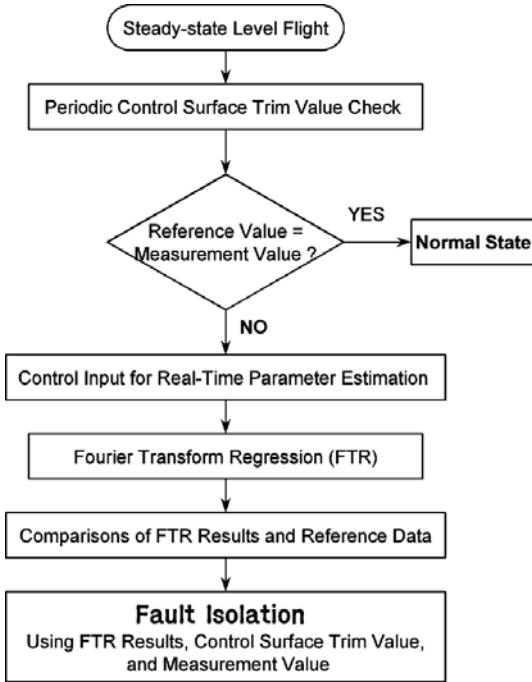 Steady-state Level Flight
Periodic Control Surface Trim Value Check
Reference Value =
Measurement Value ?
YES
Normal State
NO
Control Input for Real-Time Parameter Estimation
Fourier Transform Regression (FTR)
Comparisons of FTR Results and Reference Data
Fault Isolation
Using FTR Results, Control Surface Trim Value,
and Measurement Value